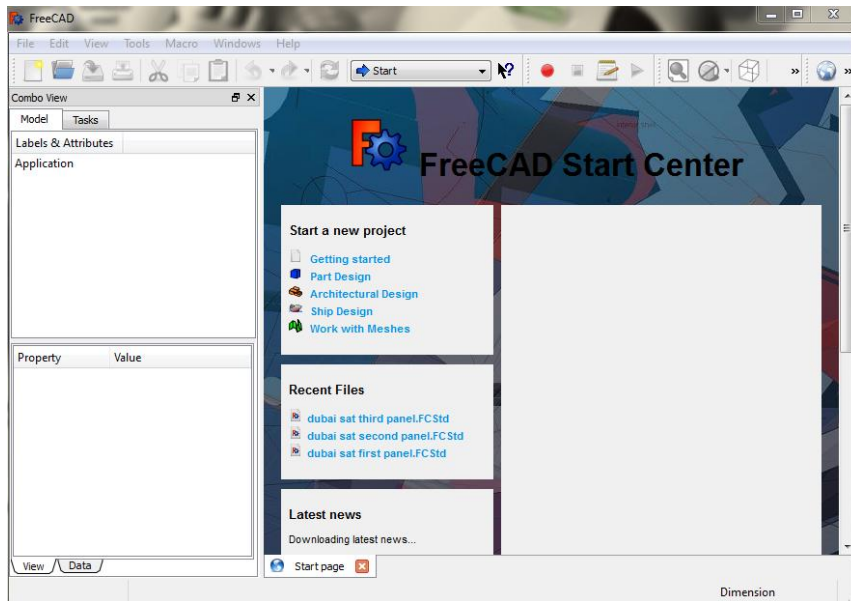 FreeCAD
File Edit View Tools Macro Windows Help
Start
Combo View
Model Tasks
Labels & Attributes
Application
Property Value
View Data
FreeCAD Start Center
Start a new project
Getting started
Part Design
Architectural Design
Ship Design
Work with Meshes
Recent Files
dubai sat third panel.FCStd
dubai sat second panel.FCStd
dubai sat first panel.FCStd
Latest news
Downloading latest news...
Start page
Dimension